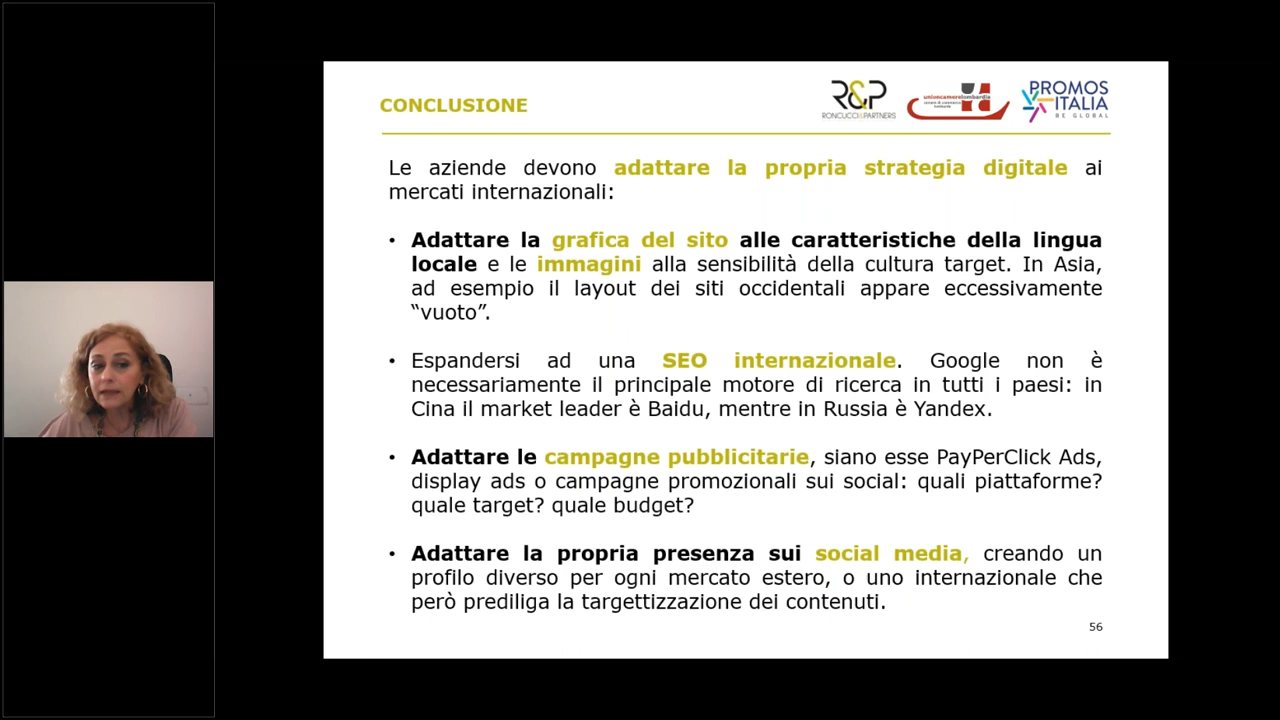 CONCLUSIONE
R&P
RONCUCCI&PARTNERS
unioncamerelombardia
PROMOS
ITALIA
BE GLOBAL
Le aziende devono adattare la propria strategia digitale ai
mercati internazionali:
• Adattare la grafica del sito alle caratteristiche della lingua
locale e le immagini alla sensibilità della cultura target. In Asia,
ad esempio il layout dei siti occidentali appare eccessivamente
“vuoto”.
• Espandersi ad una SEO internazionale. Google non è
necessariamente il principale motore di ricerca in tutti i paesi: in
Cina il market leader è Baidu, mentre in Russia è Yandex.
• Adattare le campagne pubblicitarie, siano esse PayPerClick Ads,
display ads o campagne promozionali sui social: quali piattaforme?
quale target? quale budget?
• Adattare la propria presenza sui social media, creando un
profilo diverso per ogni mercato estero, o uno internazionale che
però prediliga la targettizzazione dei contenuti.
56